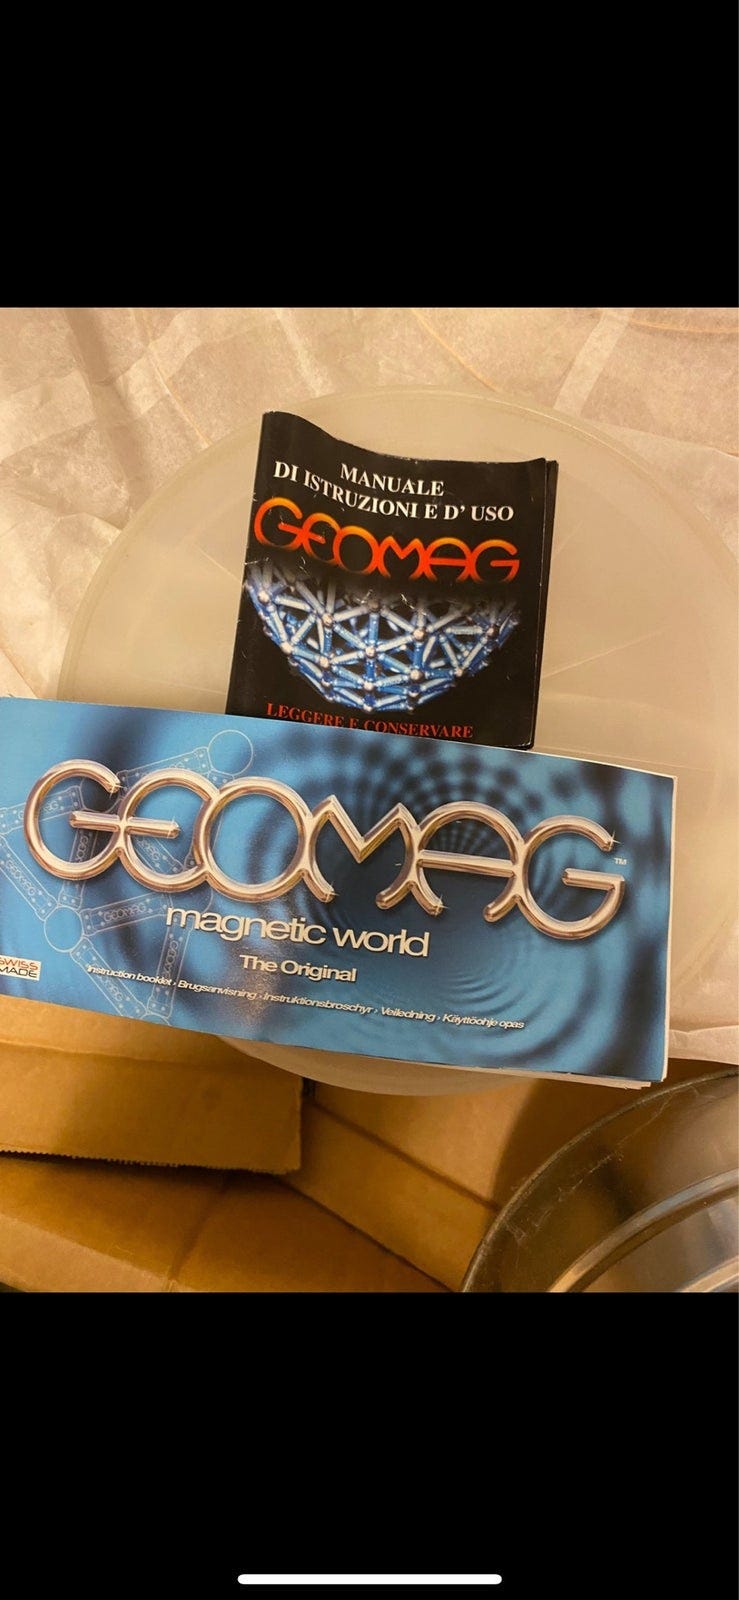 MANUALE
DI ISTRUZIONI E D' USO
GEOMAG
LEGGERE E CONSERVARE
GEOMAG™
magnetic world
The Original
SWISS
MADE
Instruction booklet › Brugsanvisning › Instruktionsbroschyr › Veiledning › Käyttöohje opas